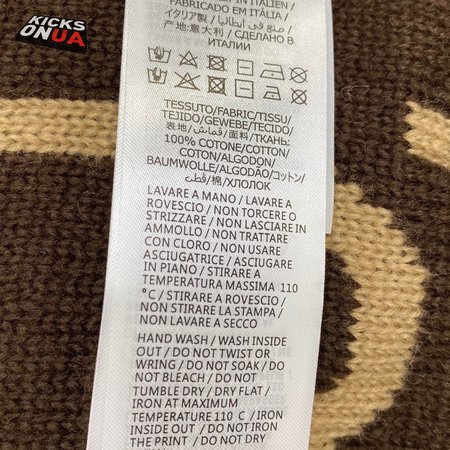 KICKS
ON UA
IN ITALIEN /
FABRICADO EM ITÁLIA /
イタリア製 / صنع في ايطاليا /
产地:意大利 / СДЕЛАНО В
ИТАЛИИ
TESSUTO/FABRIC/TISSU/
TEJIDO/GEWEBE/TECIDO/
表地/قماش/面料/ТКАНЬ:
100% COTONE/COTTON/
COTON/ALGODON/
BAUMWOLLE/ALGODÃO/コットン/
قطن/棉/ХЛОПОК
LAVARE A MANO / LAVARE A
ROVESCIO / NON TORCERE O
STRIZZARE / NON LASCIARE IN
AMMOLLO / NON TRATTARE
CON CLORO / NON USARE
ASCIUGATRICE / ASCIUGARE
IN PIANO / STIRARE A
TEMPERATURA MASSIMA 110
°C / STIRARE A ROVESCIO /
NON STIRARE LA STAMPA /
NON LAVARE A SECCO
HAND WASH / WASH INSIDE
OUT / DO NOT TWIST OR
WRING / DO NOT SOAK / DO
NOT BLEACH / DO NOT
TUMBLE DRY / DRY FLAT /
IRON AT MAXIMUM
TEMPERATURE 110 °C / IRON
INSIDE OUT / DO NOT IRON
THE PRINT / DO NOT DRY